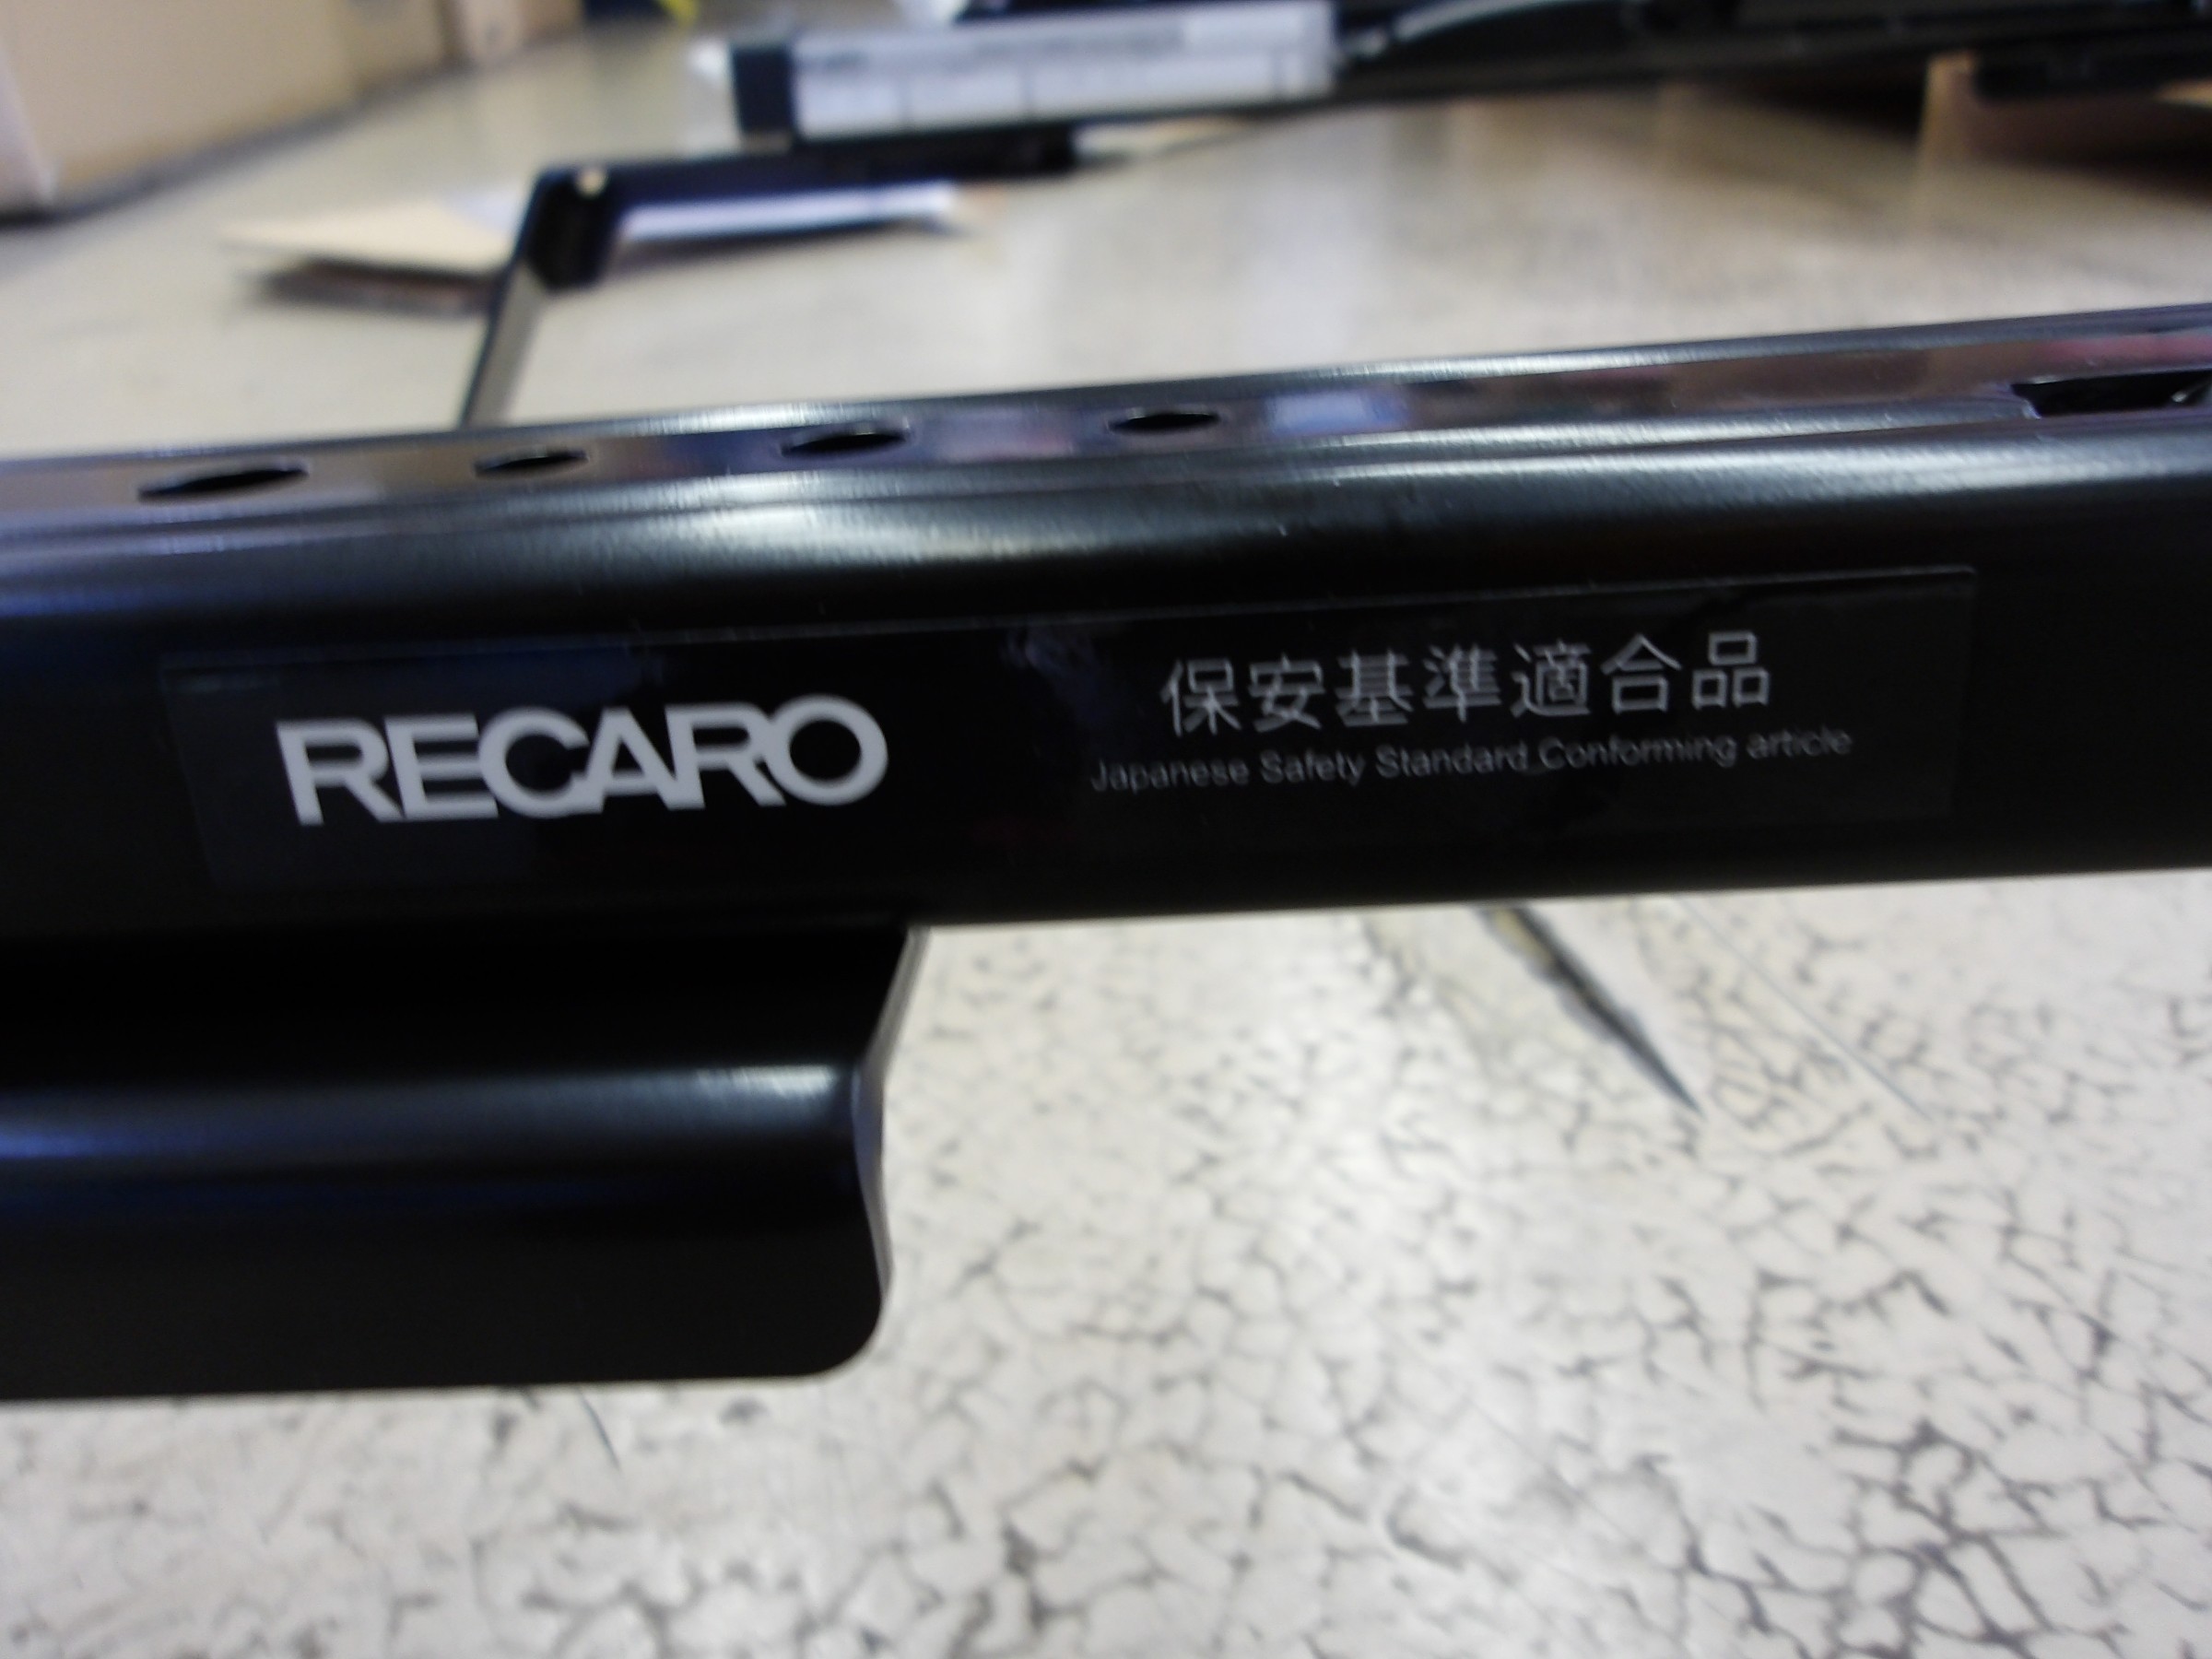 RECARO
保安基準適合品
Japanese Safety Standard Conforming article